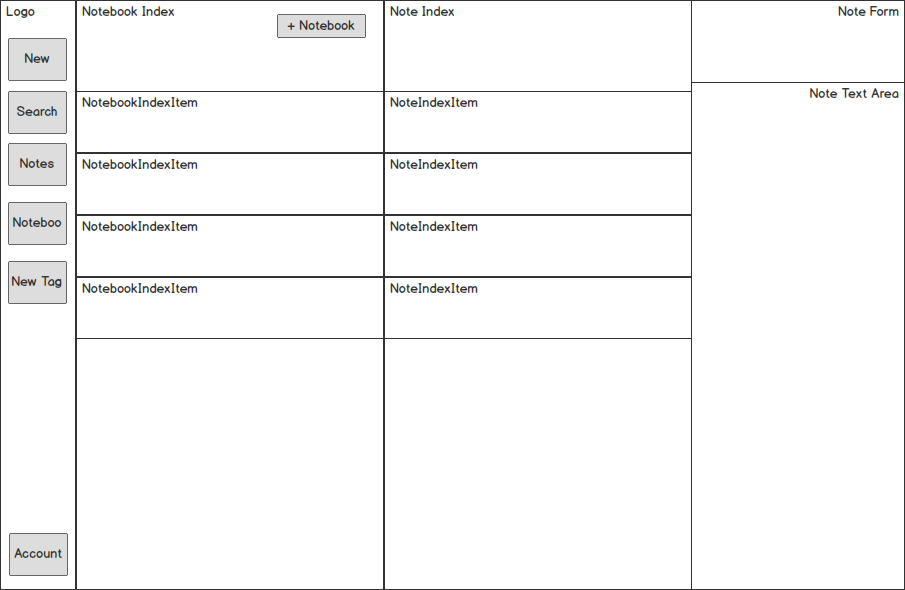 Logo
New
Search
Notes
Noteboo
New Tag
Account
Notebook Index
+ Notebook
NotebookIndexItem
NotebookIndexItem
NotebookIndexItem
NotebookIndexItem
Note Index
NoteIndexItem
NoteIndexItem
NoteIndexItem
NoteIndexItem
Note Form
Note Text Area